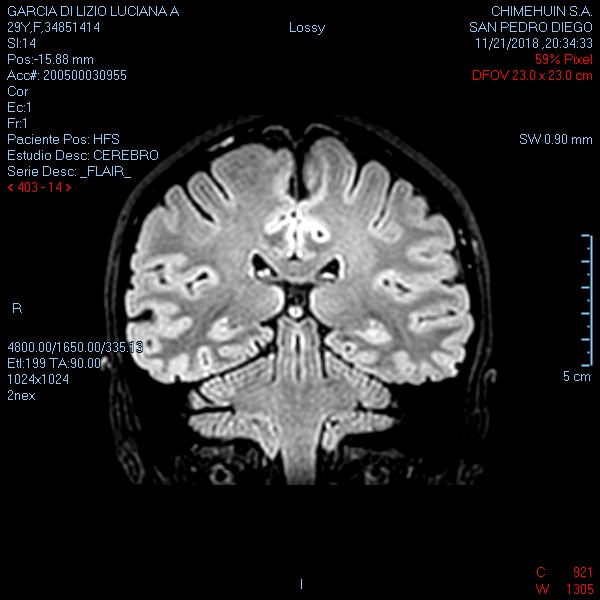 GARCIA DI LIZIO LUCIANA A
29Y,F,34851414
Sl:14
Pos:-15.88 mm
Acc#: 200500030955
Cor
Ec:1
Fr:1
Paciente Pos: HFS
Estudio Desc: CEREBRO
Serie Desc: _FLAIR_
< 403 - 14 >
Lossy
CHIMEHUIN S.A.
SAN PEDRO DIEGO
11/21/2018 ,20:34:33
59% Pixel
DFOV 23.0 x 23.0 cm
SW 0.90 mm
R
4800.00/1650.00/335.13
Etl:199 TA:90.00
1024x1024
2nex
5 cm
I
C 921
W 1305